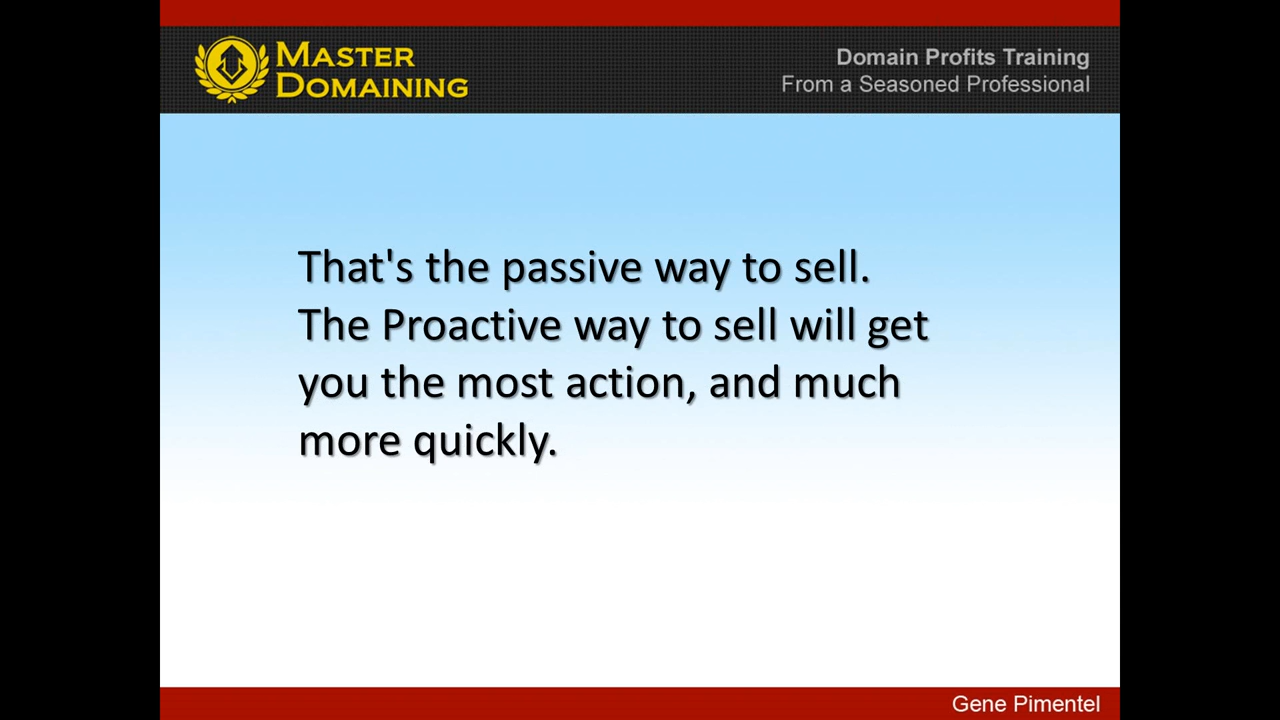 MASTER
DOMAINING
Domain Profits Training
From a Seasoned Professional
That's the passive way to sell.
The Proactive way to sell will get
you the most action, and much
more quickly.
Gene Pimentel